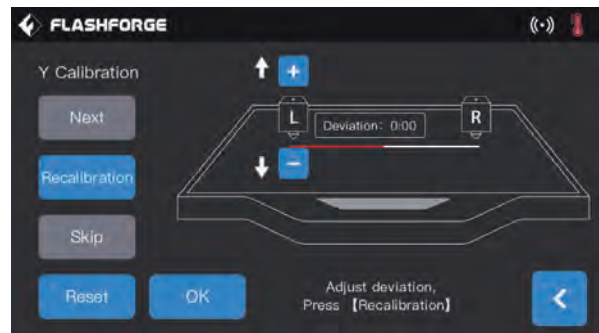 FLASHFORGE
Y Calibration
+
Next
L
Deviation: 0:00
R
Recalibration
-
Skip
Reset
OK
Adjust deviation,
Press 【Recalibration】